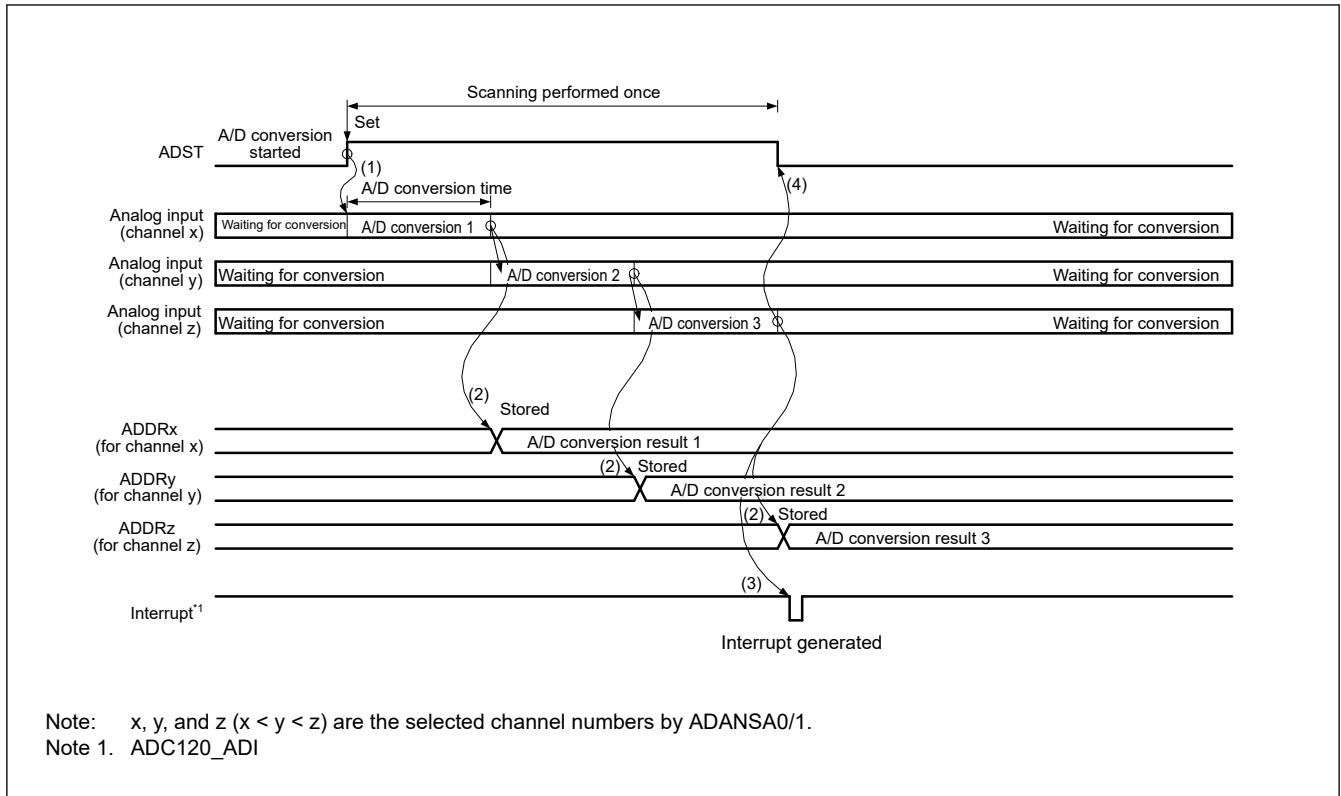 Scanning performed once
Set
A/D conversion
started
ADST
(1)
A/D conversion time
(4)
Analog input
(channel x)
Waiting for conversion
A/D conversion 1
Waiting for conversion
Analog input
(channel y)
Waiting for conversion
A/D conversion 2
Waiting for conversion
Analog input
(channel z)
Waiting for conversion
A/D conversion 3
Waiting for conversion
(2)
Stored
ADDRx
(for channel x)
A/D conversion result 1
(2)
Stored
ADDRy
(for channel y)
A/D conversion result 2
(2)
Stored
ADDRz
(for channel z)
A/D conversion result 3
(3)
Interrupt*1
Interrupt generated
Note: x, y, and z (x < y < z) are the selected channel numbers by ADANSA0/1.
Note 1. ADC120_ADI